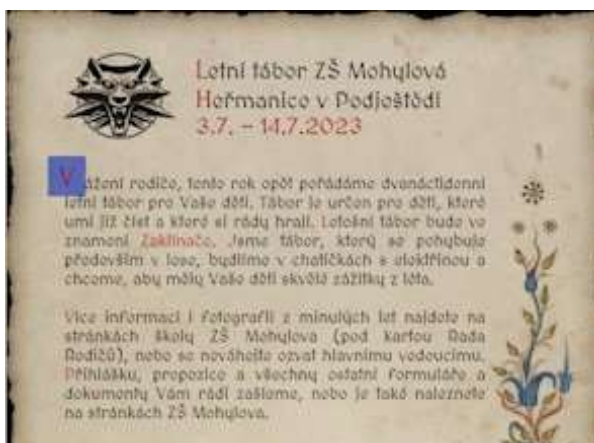 Letní tábor ZŠ Mohylová
Heřmanice v Podještědí
3.7. – 14.7.2023
Vážení rodiče, tento rok opět pořádáme dvanáctidenní
letní tábor pro Vaše děti. Tábor je určen pro děti, které
umí již číst a které si rády hrají. Letošní tábor bude ve
znamení Zaklínače. Jsme tábor, který se pohybuje
především v lese, bydlíme v chatičkách s elektřinou a
chceme, aby měly Vaše děti skvělé zážitky z léta.
Více informací i fotografií z minulých let najdete na
stránkách školy ZŠ Mohylova (pod kartou Rada
Rodičů), nebo se neváhejte ozvat hlavnímu vedoucímu.
Přihlášku, propozice a všechny ostatní formuláře a
dokumenty Vám rádi zašleme, nebo je také naleznete
na stránkách ZŠ Mohylova.